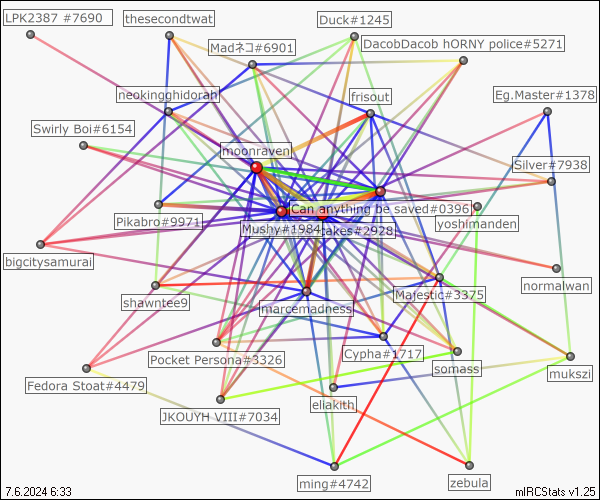 LPK2387 #7690
thesecondtwat
Duck#1245
Madネコ#6901
DacobDacob hORNY police#5271
neokingghidorah
frisout
Eg.Master#1378
Swirly Boi#6154
moonraven
Silver#7938
Can anything be saved#0396
Pikabro#9971
Mushy#1984
cakes#2928
yoshimanden
bigcitysamurai
normalwan
shawntee9
marcemadness
Majestic#3375
Pocket Persona#3326
Cypha#1717
somass
mukszi
Fedora Stoat#4479
JKOUYH VIII#7034
eliakith
ming#4742
zebula
7.6.2024 6:33
mIRCStats v1.25